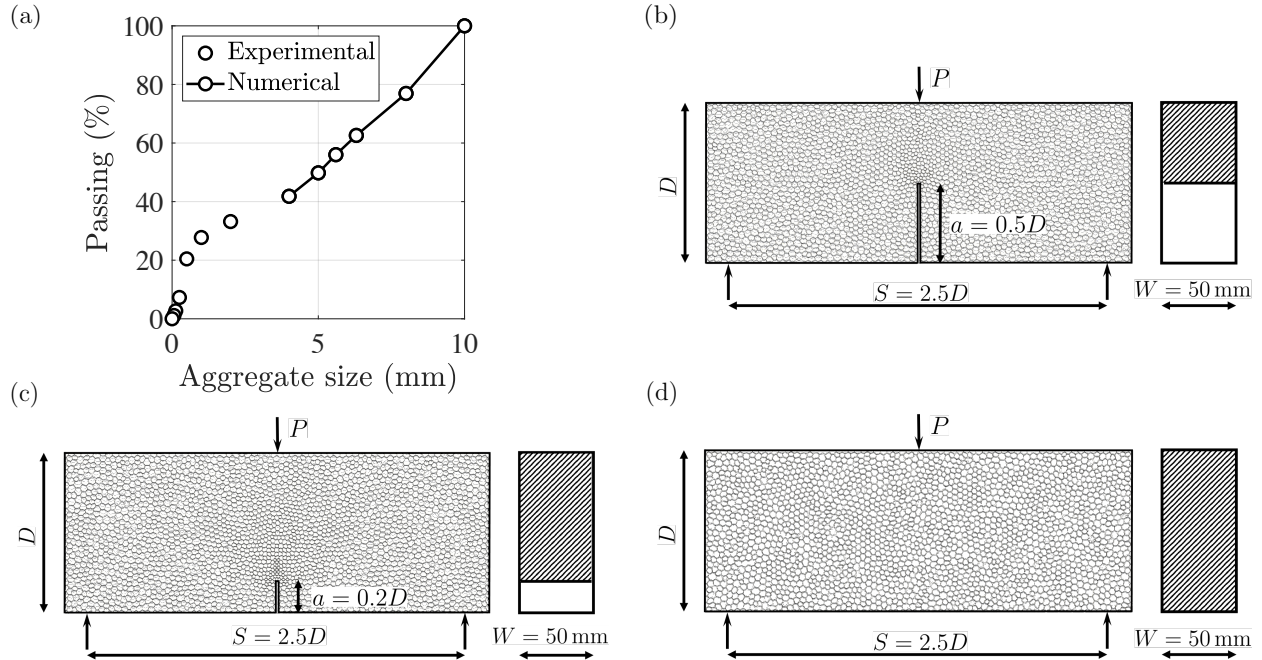 (a)
100
80
60
40
20
0
Passing (%)
Experimental
Numerical
0 5 10
Aggregate size (mm)
(b)
P
D
a = 0.5D
S = 2.5D
W = 50 mm
(c)
P
D
a = 0.2D
S = 2.5D
W = 50 mm
(d)
P
D
S = 2.5D
W = 50 mm